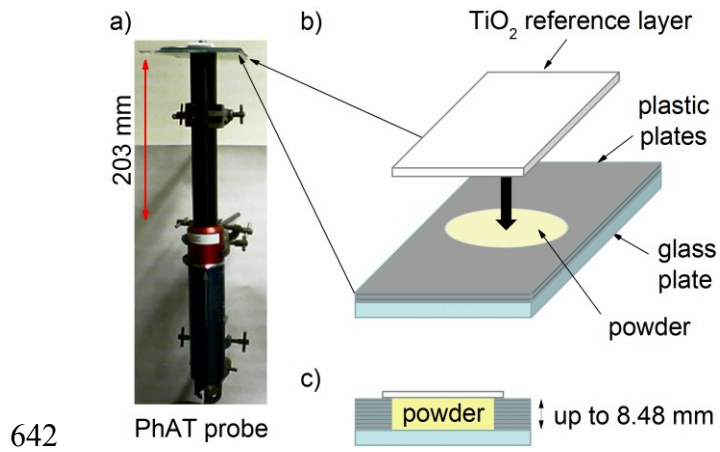 a)
b)
TiO₂ reference layer
203 mm
plastic
plates
glass
plate
powder
c)
powder
up to 8.48 mm
642
PhAT probe